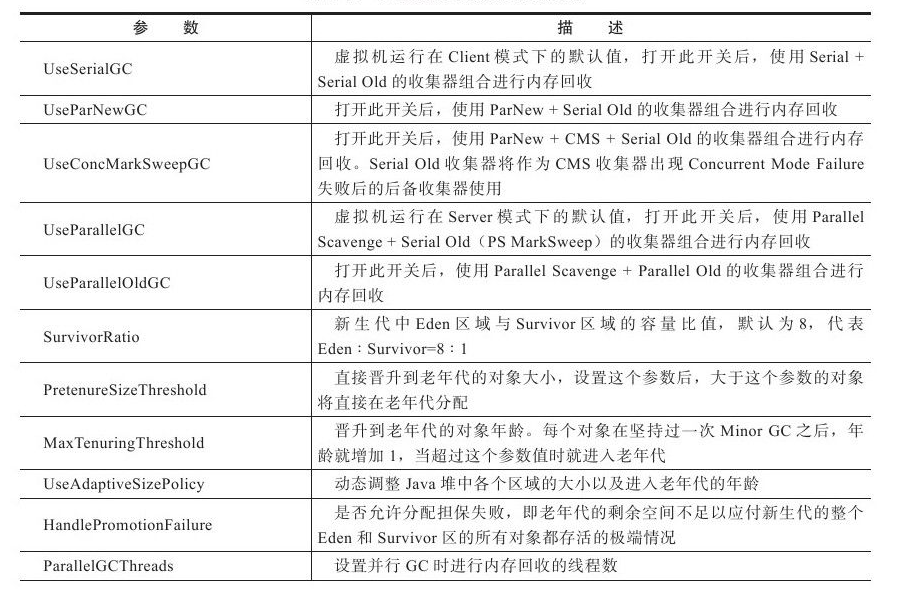 参 数 描 述
UseSerialGC
虚拟机运行在 Client 模式下的默认值，打开此开关后，使用 Serial +
Serial Old 的收集器组合进行内存回收
UseParNewGC
打开此开关后，使用 ParNew + Serial Old 的收集器组合进行内存回收
UseConcMarkSweepGC
打开此开关后，使用 ParNew + CMS + Serial Old 的收集器组合进行内存
回收。Serial Old 收集器将作为 CMS 收集器出现 Concurrent Mode Failure
失败后的后备收集器使用
UseParallelGC
虚拟机运行在 Server 模式下的默认值，打开此开关后，使用 Parallel
Scavenge + Serial Old（PS MarkSweep）的收集器组合进行内存回收
UseParallelOldGC
打开此开关后，使用 Parallel Scavenge + Parallel Old 的收集器组合进行
内存回收
SurvivorRatio
新生代中 Eden 区域与 Survivor 区域的容量比值，默认为 8，代表
Eden：Survivor=8：1
PretenureSizeThreshold
直接晋升到老年代的对象大小，设置这个参数后，大于这个参数的对象
将直接在老年代分配
MaxTenuringThreshold
晋升到老年代的对象年龄。每个对象在坚持过一次 Minor GC 之后，年
龄就增加 1，当超过这个参数值时就进入老年代
UseAdaptiveSizePolicy
动态调整 Java 堆中各个区域的大小以及进入老年代的年龄
HandlePromotionFailure
是否允许分配担保失败，即老年代的剩余空间不足以应付新生代的整个
Eden 和 Survivor 区的所有对象都存活的极端情况
ParallelGCThreads
设置并行 GC 时进行内存回收的线程数